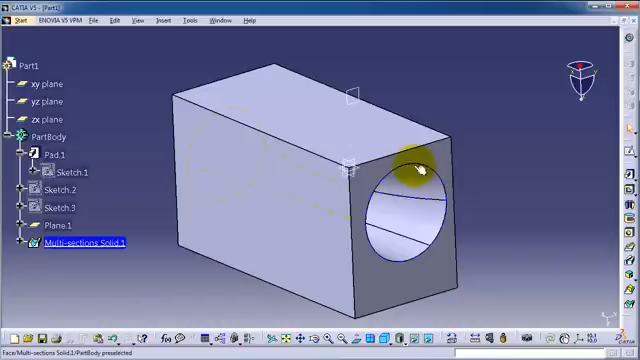 CATIA V5 - [Part1]
Start ENOVIA V5 VPM File Edit View Insert Tools Window Help
Part1
xy plane
yz plane
zx plane
PartBody
Pad.1
Sketch.1
Sketch.2
Sketch.3
Plane.1
Multi-sections Solid.1
Face/Multi-sections Solid.1/PartBody preselected